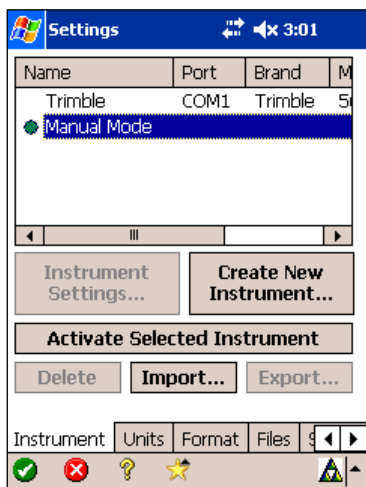 Settings 3:01
Name Port Brand M
Trimble COM1 Trimble
Manual Mode
Instrument Settings...
Create New Instrument...
Activate Selected Instrument
Delete Import... Export...
Instrument Units Format Files